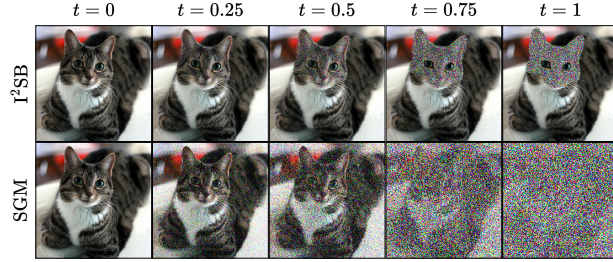 t = 0 t = 0.25 t = 0.5 t = 0.75 t = 1
I²SB
SGM